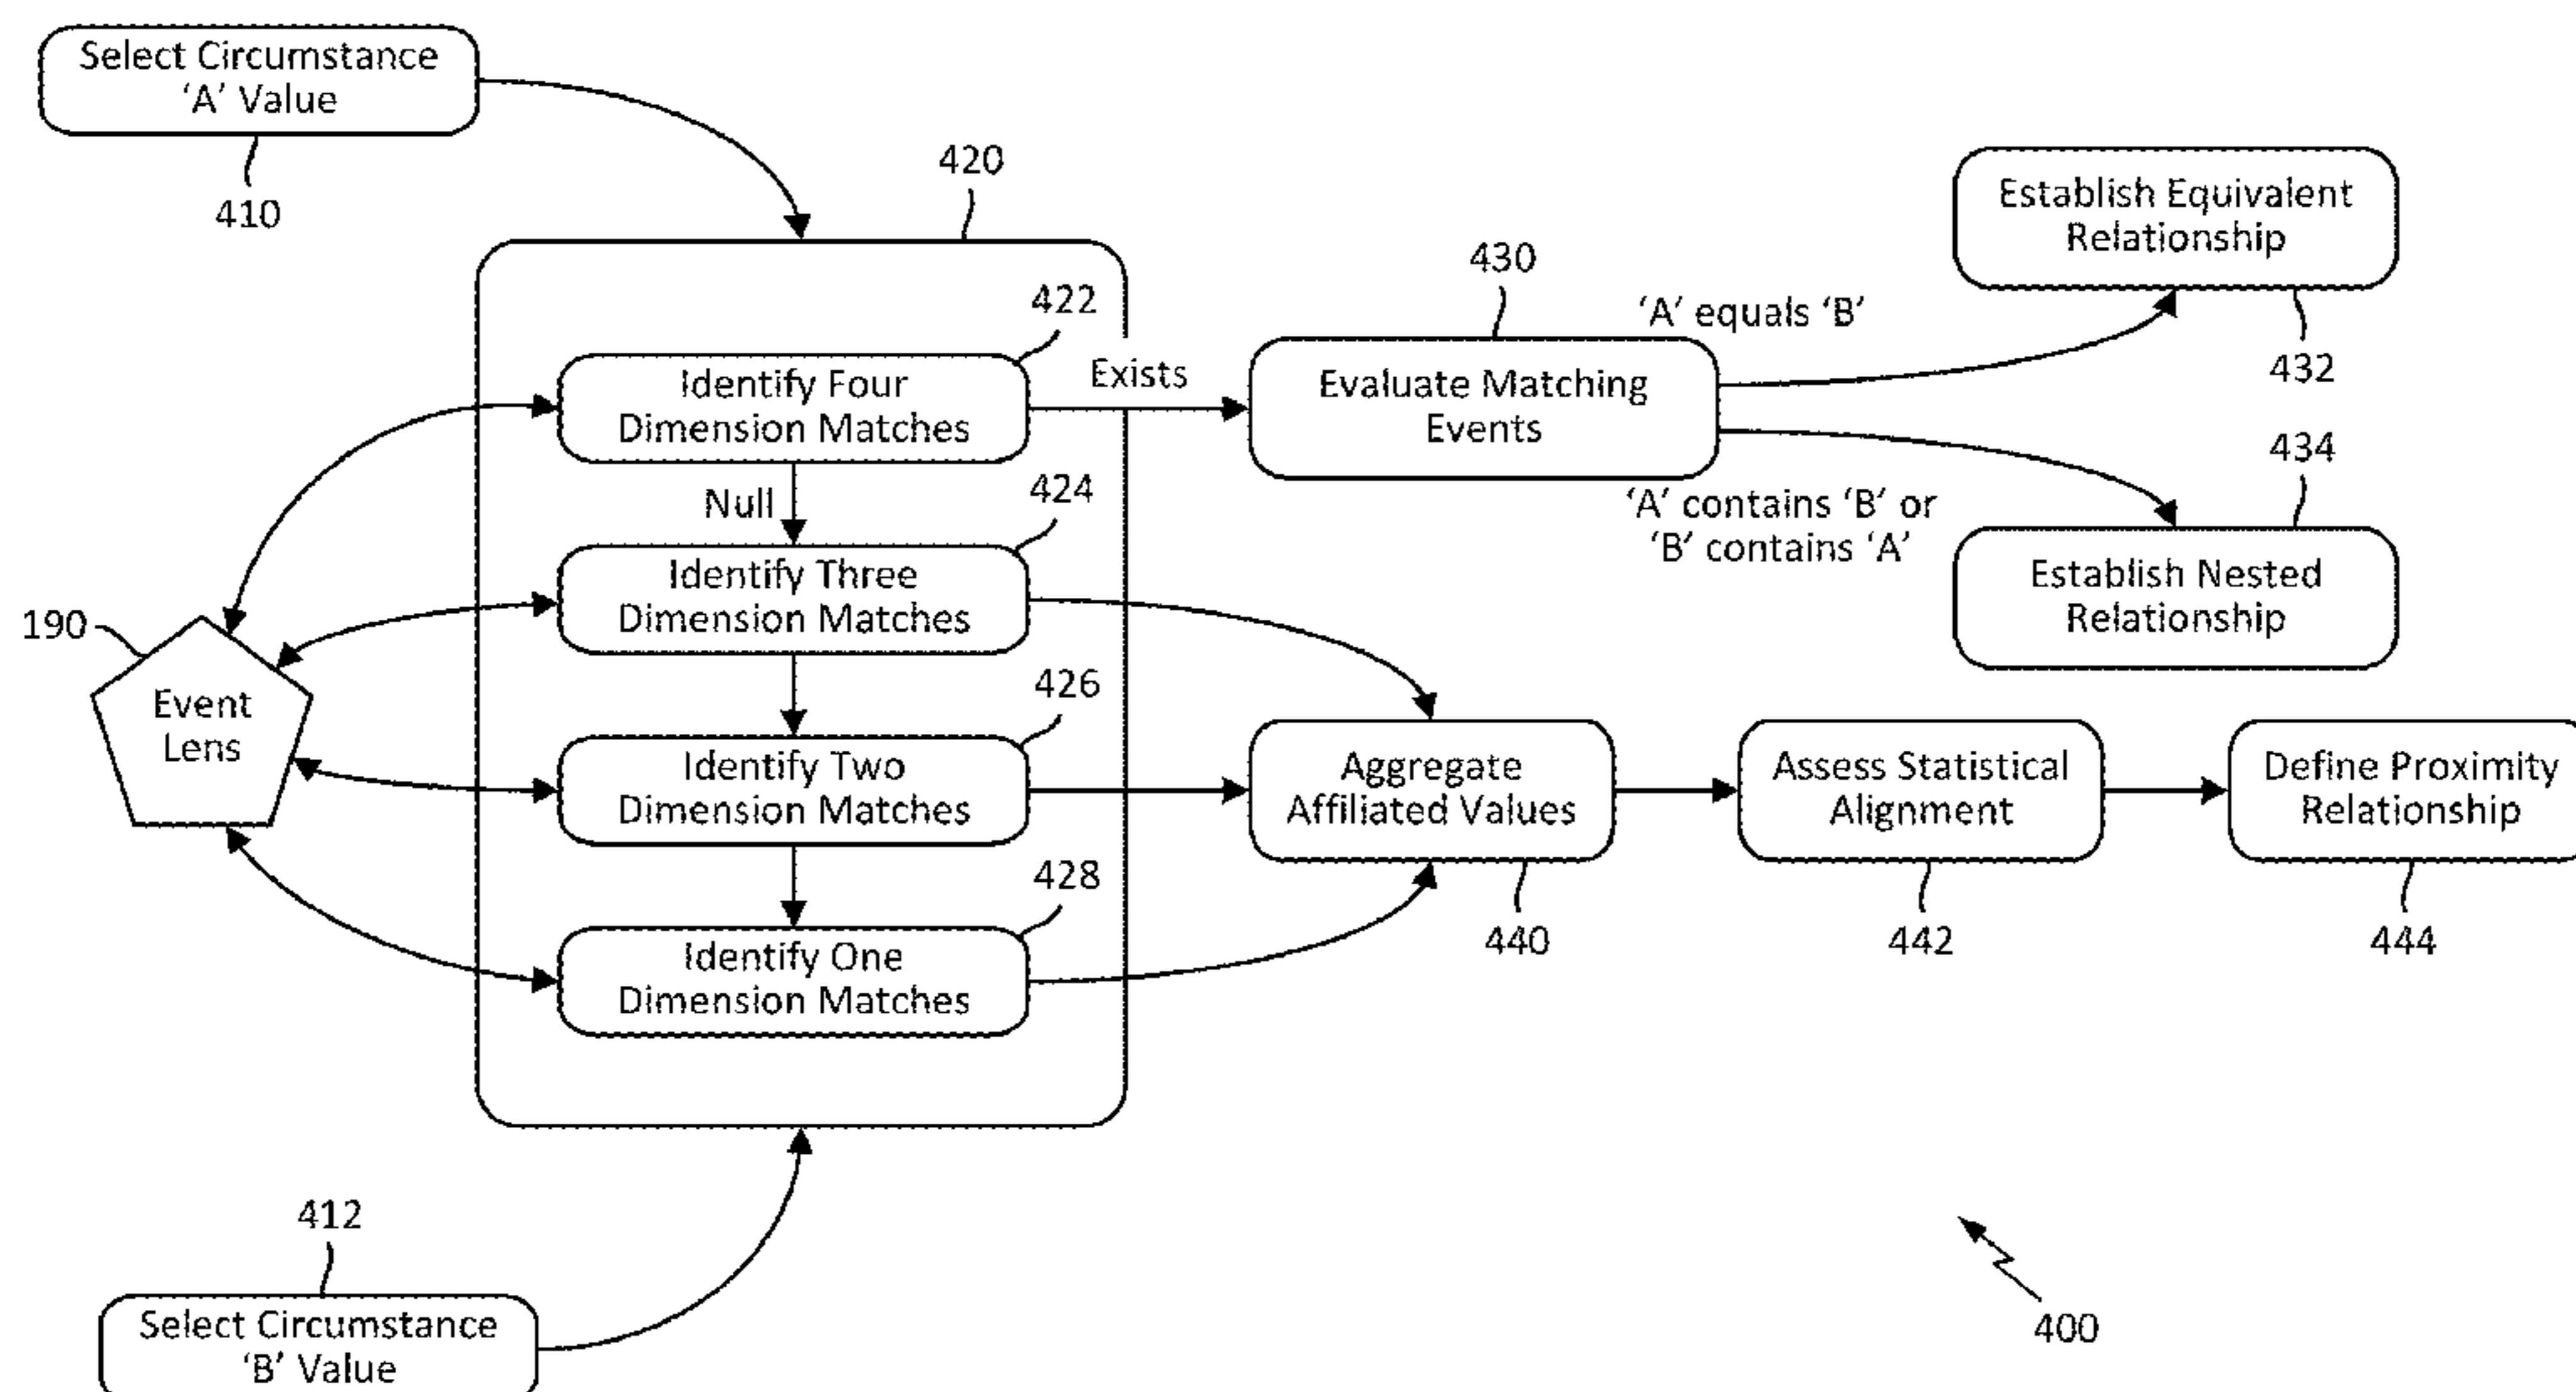 Select Circumstance
‘A’ Value
410
420
422
Identify Four
Dimension Matches
Exists
Null
424
Identify Three
Dimension Matches
426
Identify Two
Dimension Matches
428
Identify One
Dimension Matches
190
Event
Lens
430
Evaluate Matching
Events
‘A’ equals ‘B’
Establish Equivalent
Relationship
432
‘A’ contains ‘B’ or
‘B’ contains ‘A’
434
Establish Nested
Relationship
Aggregate
Affiliated Values
440
Assess Statistical
Alignment
442
Define Proximity
Relationship
444
412
Select Circumstance
‘B’ Value
400